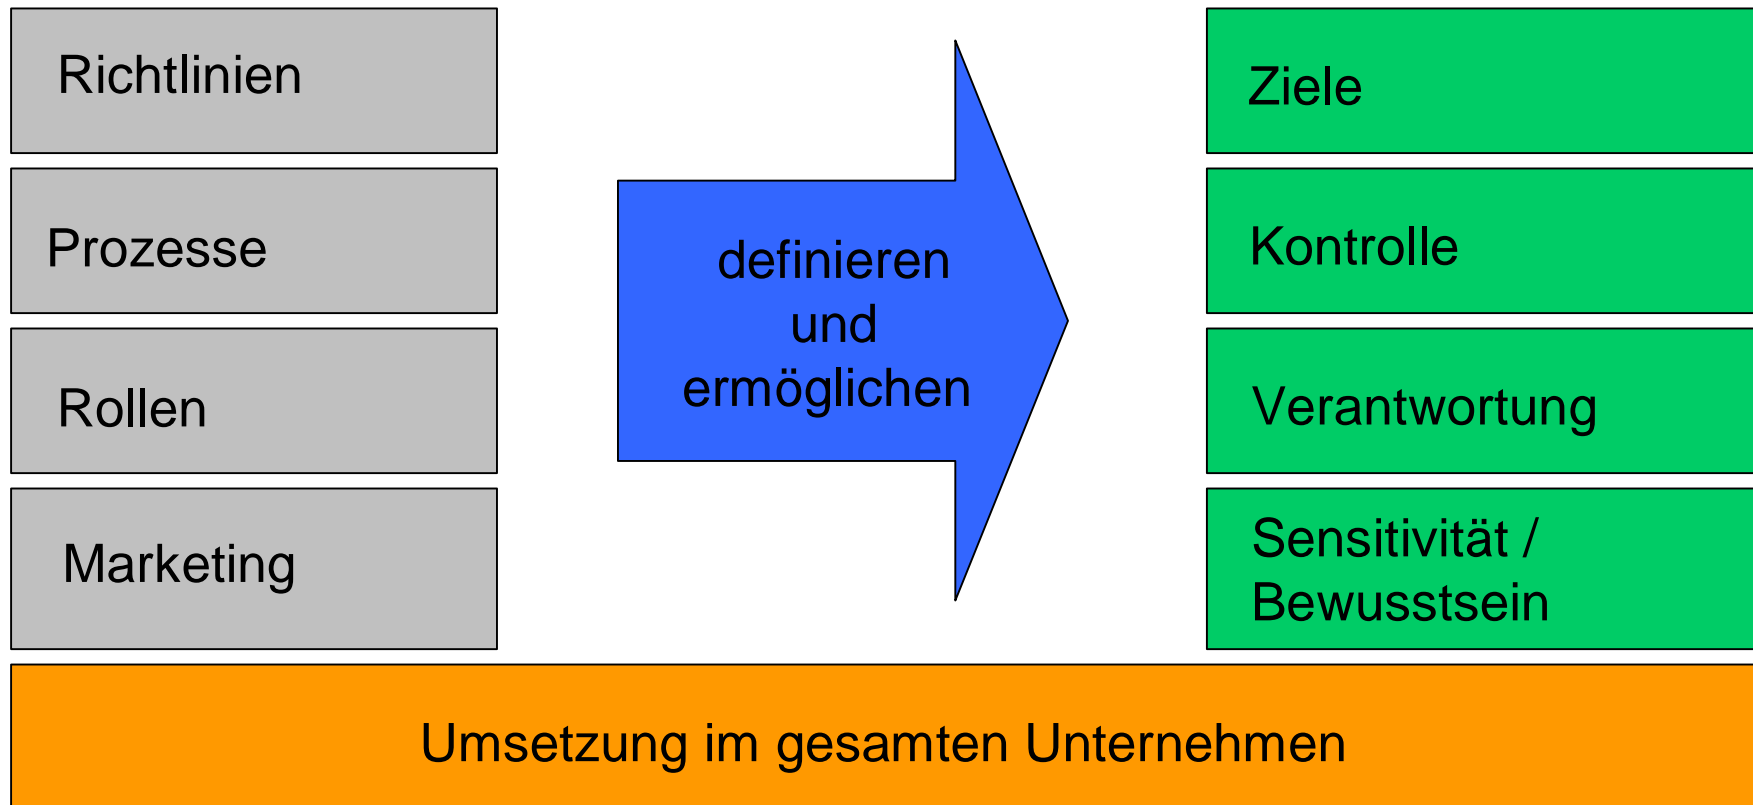 Richtlinien
Prozesse
Rollen
Marketing
definieren
und
ermöglichen
Ziele
Kontrolle
Verantwortung
Sensitivität /
Bewusstsein
Umsetzung im gesamten Unternehmen